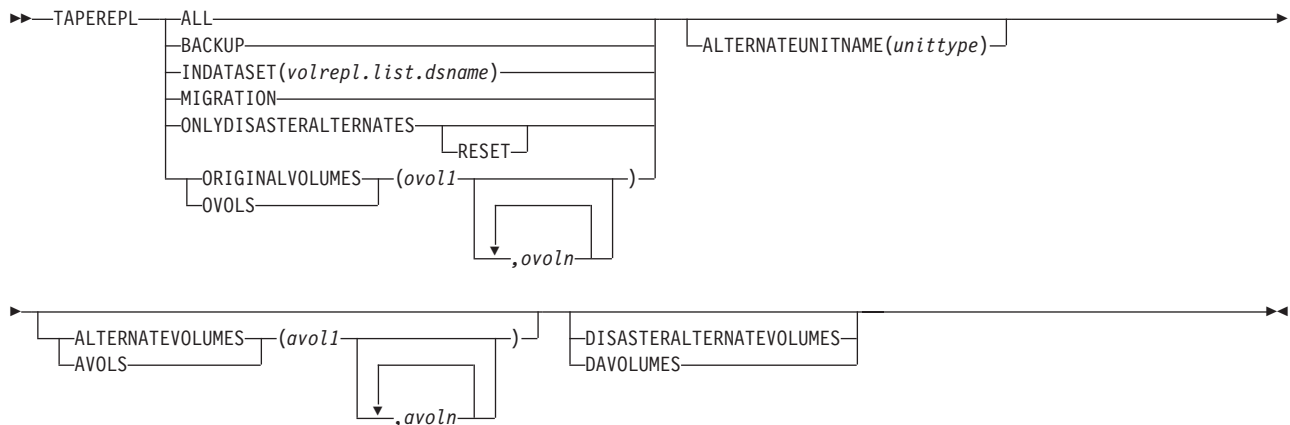 TAPEREPL ALL
BACKUP ALTERNATEUNITNAME(unittype)
INDATASET(volrepl.list.dsname)
MIGRATION
ONLYDISASTERALTERNATES
RESET
ORIGINALVOLUMES (ovol1 )
OVOLS
,ovoln
ALTERNATEVOLUMES (avol1 ) DISASTERALTERNATEVOLUMES
AVOLS DAVOLUMES
,avoln